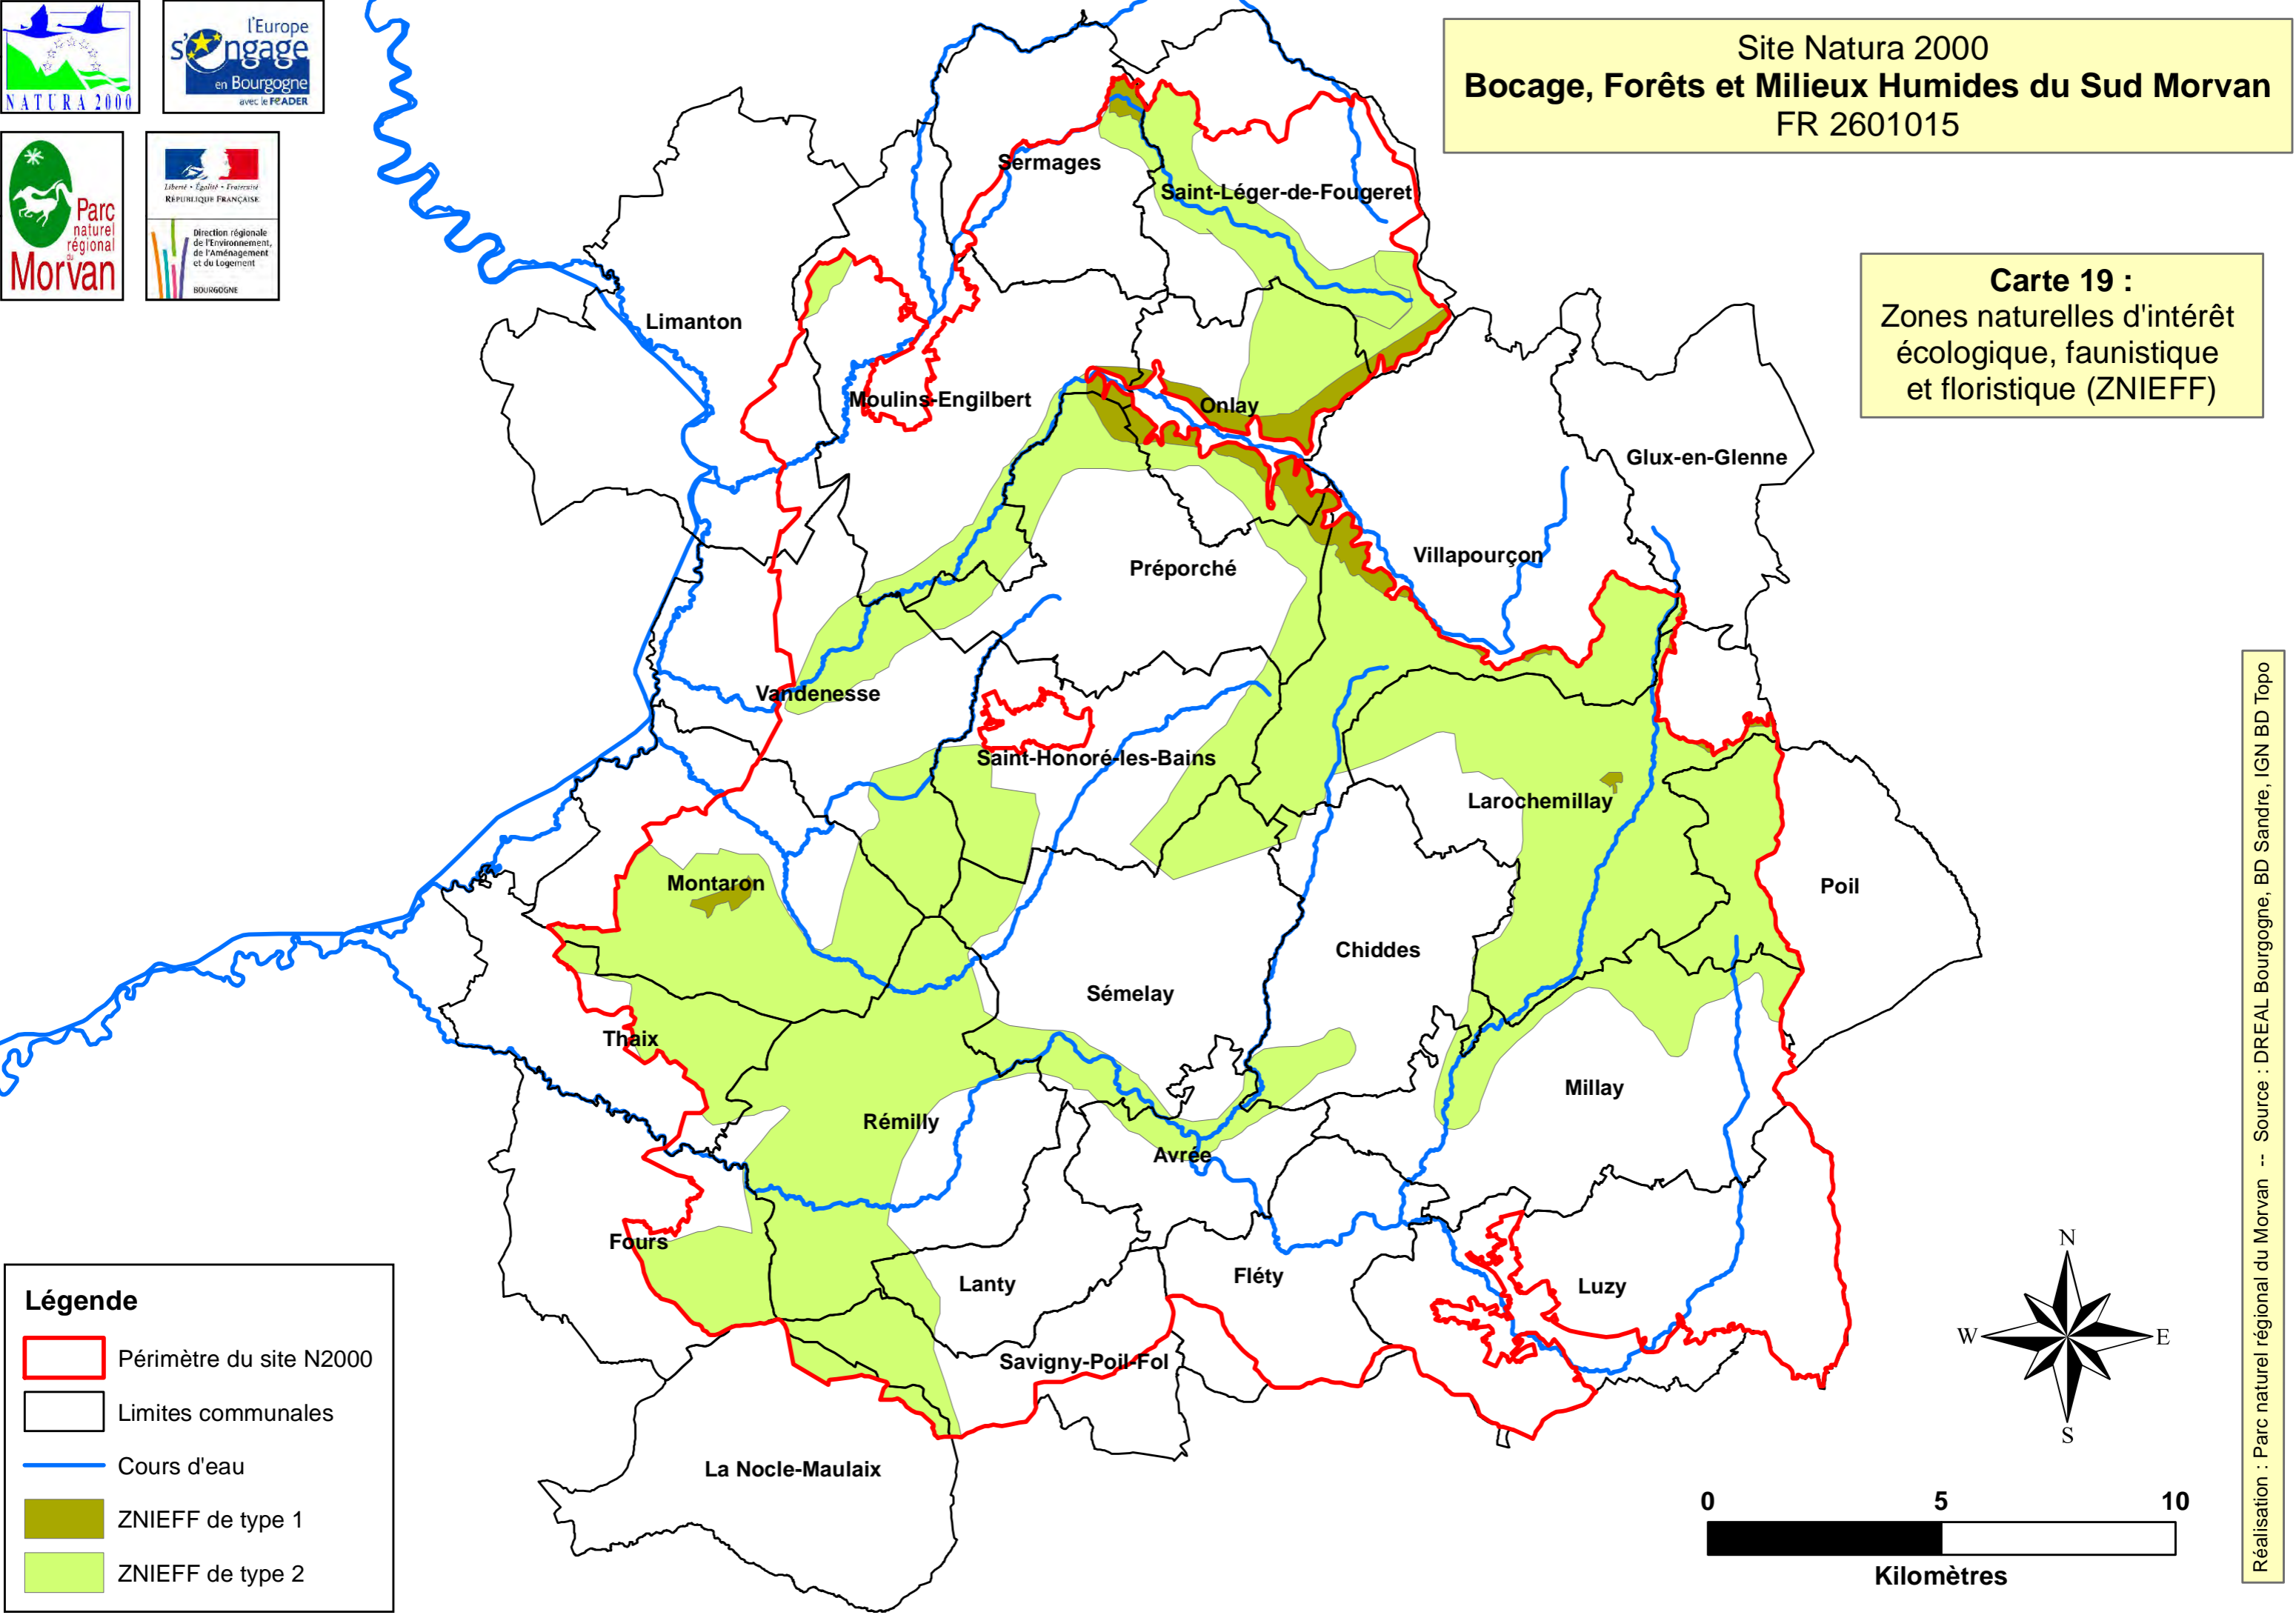 NATURA 2000
l'Europe
s'engage
en Bourgogne
avec le FEADER
Parc
naturel
régional
du
Morvan
Liberté • Égalité • Fraternité
RÉPUBLIQUE FRANÇAISE
Direction régionale
de l'Environnement,
de l'Aménagement
et du Logement
BOURGOGNE
Site Natura 2000
Bocage, Forêts et Milieux Humides du Sud Morvan
FR 2601015
Carte 19 :
Zones naturelles d'intérêt
écologique, faunistique
et floristique (ZNIEFF)
Sermages
Saint-Léger-de-Fougeret
Limanton
Moulins-Engilbert
Onlay
Glux-en-Glenne
Préporché
Villapourçon
Vandenesse
Saint-Honoré-les-Bains
Larochemillay
Montaron
Poil
Chiddes
Sémelay
Thaix
Millay
Rémilly
Avrée
Fours
Lanty
Fléty
Luzy
Savigny-Poil-Fol
La Nocle-Maulaix
Légende
Périmètre du site N2000
Limites communales
Cours d'eau
ZNIEFF de type 1
ZNIEFF de type 2
N
W
E
S
0 5 10
Kilomètres
Réalisation : Parc naturel régional du Morvan -- Source : DREAL Bourgogne, BD Sandre, IGN BD Topo